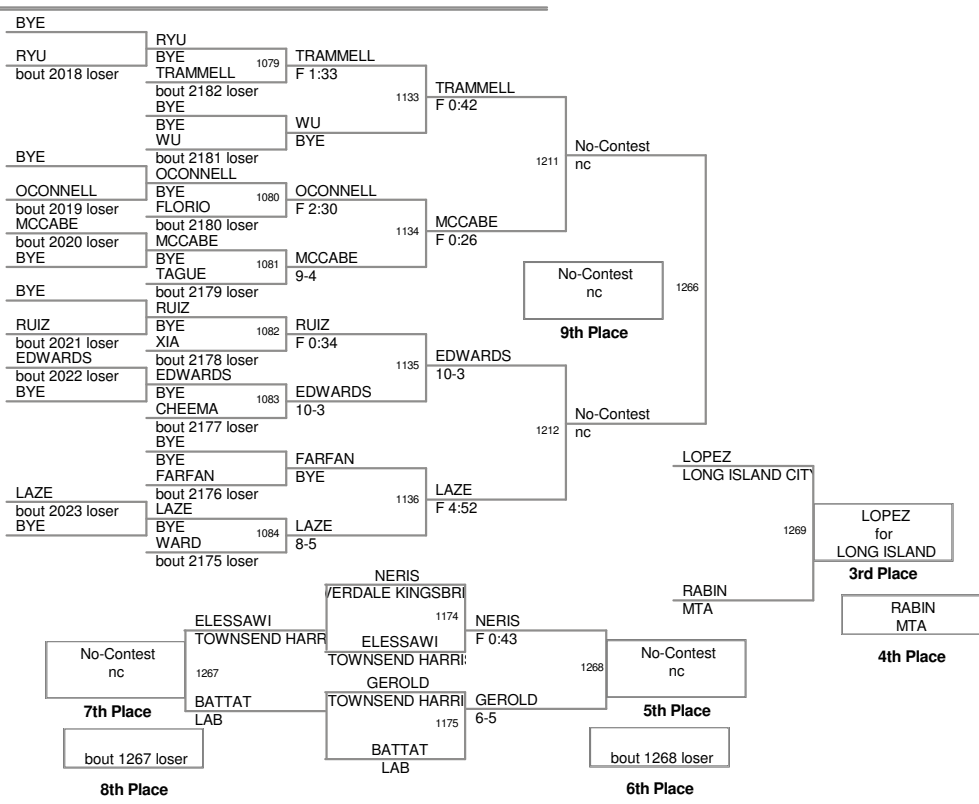 BYE
RYU
bout 2018 loser
RYU
BYE
TRAMMELL
bout 2182 loser
1079
TRAMMELL
F 1:33
BYE
BYE
WU
bout 2181 loser
WU
BYE
1133
TRAMMELL
F 0:42
BYE
OCONNELL
bout 2019 loser
OCONNELL
BYE
FLORIO
bout 2180 loser
1080
OCONNELL
F 2:30
MCCABE
bout 2020 loser
BYE
MCCABE
BYE
TAGUE
bout 2179 loser
1081
MCCABE
9-4
1134
MCCABE
F 0:26
1211
No-Contest
nc
BYE
RUIZ
bout 2021 loser
RUIZ
BYE
XIA
bout 2178 loser
1082
RUIZ
F 0:34
EDWARDS
bout 2022 loser
BYE
EDWARDS
BYE
CHEEMA
bout 2177 loser
1083
EDWARDS
10-3
1135
EDWARDS
10-3
BYE
BYE
FARFAN
bout 2176 loser
FARFAN
BYE
LAZE
bout 2023 loser
BYE
LAZE
BYE
WARD
bout 2175 loser
1084
LAZE
8-5
1136
LAZE
F 4:52
1212
No-Contest
nc
1266
No-Contest
nc
9th Place
LOPEZ
LONG ISLAND CITY
1269
RABIN
MTA
LOPEZ
for
LONG ISLAND
3rd Place
RABIN
MTA
4th Place
NERIS
VERDALE KINGSBRI
1174
ELESSAWI
TOWNSEND HARRIS
NERIS
F 0:43
GEROLD
TOWNSEND HARRI
1175
BATTAT
LAB
GEROLD
6-5
1268
No-Contest
nc
5th Place
bout 1268 loser
6th Place
ELESSAWI
TOWNSEND HARR
1267
BATTAT
LAB
No-Contest
nc
7th Place
bout 1267 loser
8th Place